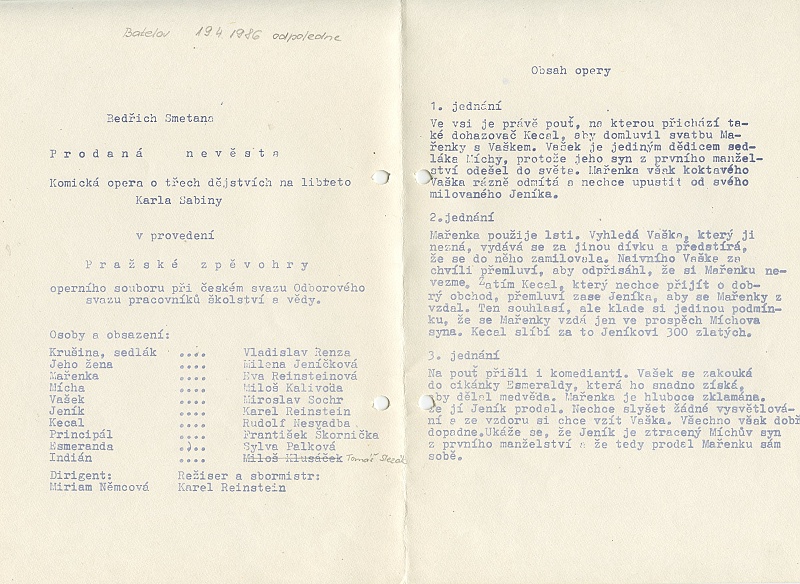 Batelov 19.4.1986 odpoledne
Bedřich Smetana
Prodaná nevěsta
Komická opera o třech dějstvích na libreto
Karla Sabiny
v provedení
Pražské zpěvohry
operního souboru při českém svazu Odborového
svazu pracovníků školství a vědy.
Osoby a obsazení:
Krušina, sedlák .... Vladislav Renza
Jeho žena .... Milena Jeníčková
Mařenka .... Eva Reinsteinová
Mícha .... Miloš Kalivoda
Vašek .... Miroslav Sochr
Jeník .... Karel Reinstein
Kecal .... Rudolf Nesvadba
Principál .... František Skornička
Esmeranda .... Sylva Palková
Indián .... Miloš Klusáček Tomáš Slezák
Dirigent: Režiser a sbormistr:
Miriam Němcová Karel Reinstein
Obsah opery
1. jednání
Ve vsi je právě pouť, na kterou přichází ta-
ké dohazovač Kecal, aby domluvil svatbu Ma-
řenky s Vaškem. Vašek je jediným dědicem sed-
láka Míchy, protože jeho syn z prvního manžel-
ství odešel do světa. Mařenka však koktavého
Vaška rázně odmítá a nechce upustit od svého
milovaného Jeníka.
2.jednání
Mařenka použije lsti. Vyhledá Vaška, který ji
nezná, vydává se za jinou dívku a předstírá,
že se do něho zamilovala. Naivního Vaška za
chvíli přemluví, aby odpřisáhl, že si Mařenku ne-
vezme. Zatím Kecal, který nechce přijít o dob-
rý obchod, přemluví zase Jeníka, aby se Mařenky v
vzdal. Ten souhlasí, ale klade si jedinou podmín-
ku, že se Mařenky vzdá jen ve prospěch Míchova
syna. Kecal slíbí za to Jeníkovi 300 zlatých.
3. jednání
Na pouť přišli i komedianti. Vašek se zakouká
do cikánky Esmeraldy, která ho snadno získá,
aby dělal medvěda. Mařenka je hluboce zklamána.
že jí Jeník prodal. Nechce slyšet žádné vysvětlová-
ní a ze vzdoru si chce vzít Vaška. Všechno však dobř
dopadne.Ukáže se, že Jeník je ztracený Míchův syn
z prvního manželství a že tedy prodal Mařenku sám
sobě.